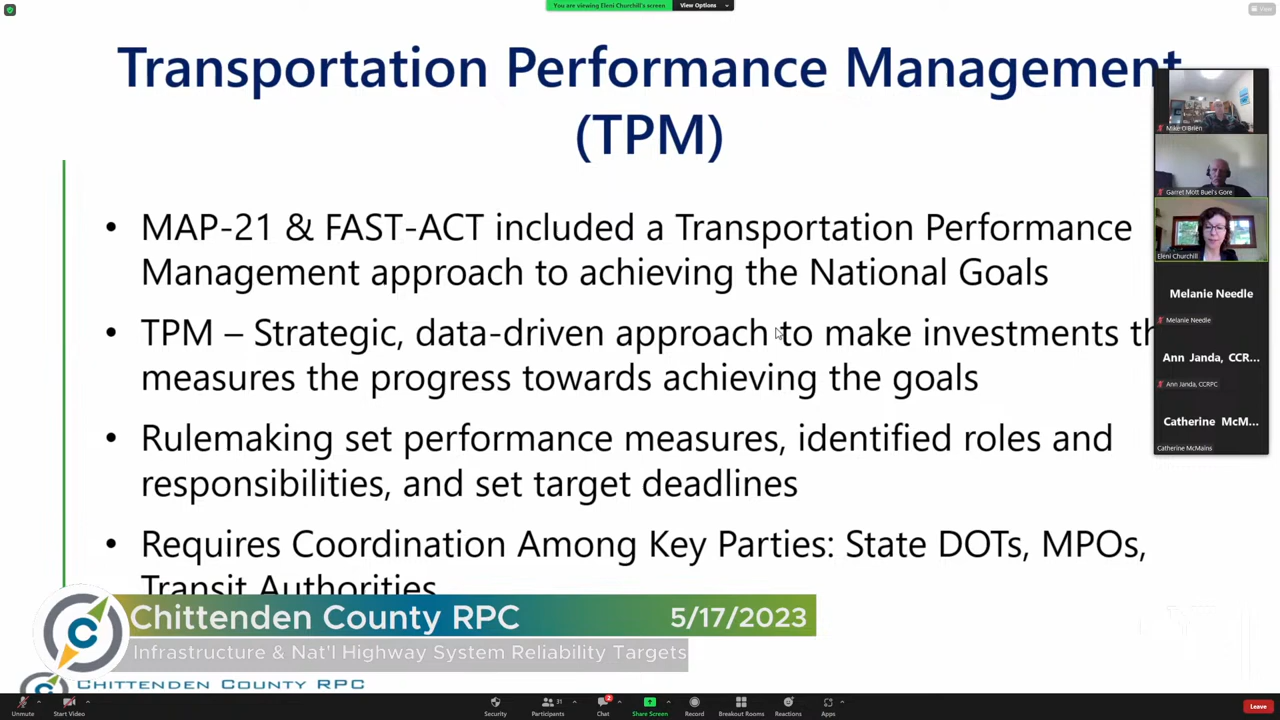 You are viewing Eleni Churchill's screen
View Options
View
Transportation Performance Management
(TPM)
• MAP-21 & FAST-ACT included a Transportation Performance
Management approach to achieving the National Goals
• TPM – Strategic, data-driven approach to make investments th
measures the progress towards achieving the goals
• Rulemaking set performance measures, identified roles and
responsibilities, and set target deadlines
• Requires Coordination Among Key Parties: State DOTs, MPOs,
Transit Authorities
Mike O'Brien
Garret Mott Buel's Gore
Eleni Churchill
Melanie Needle
Melanie Needle
Ann Janda, CCR...
Ann Janda, CCRPC
Catherine McM...
Catherine McMains
Chittenden County RPC 5/17/2023
Infrastructure & Nat'l Highway System Reliability Targets
CHITTENDEN COUNTY RPC
Unmute
Start Video
Security
Participants 31
Chat 2
Share Screen
Record
Breakout Rooms
Reactions
Apps
Leave